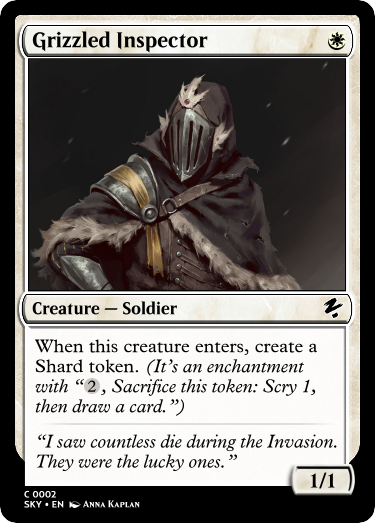 Grizzled Inspector
Creature — Soldier
When this creature enters, create a
Shard token. (It's an enchantment
with “2, Sacrifice this token: Scry 1,
then draw a card.”)
“I saw countless die during the Invasion.
They were the lucky ones.”
1/1
C 0002
SKY • EN Anna Kaplan